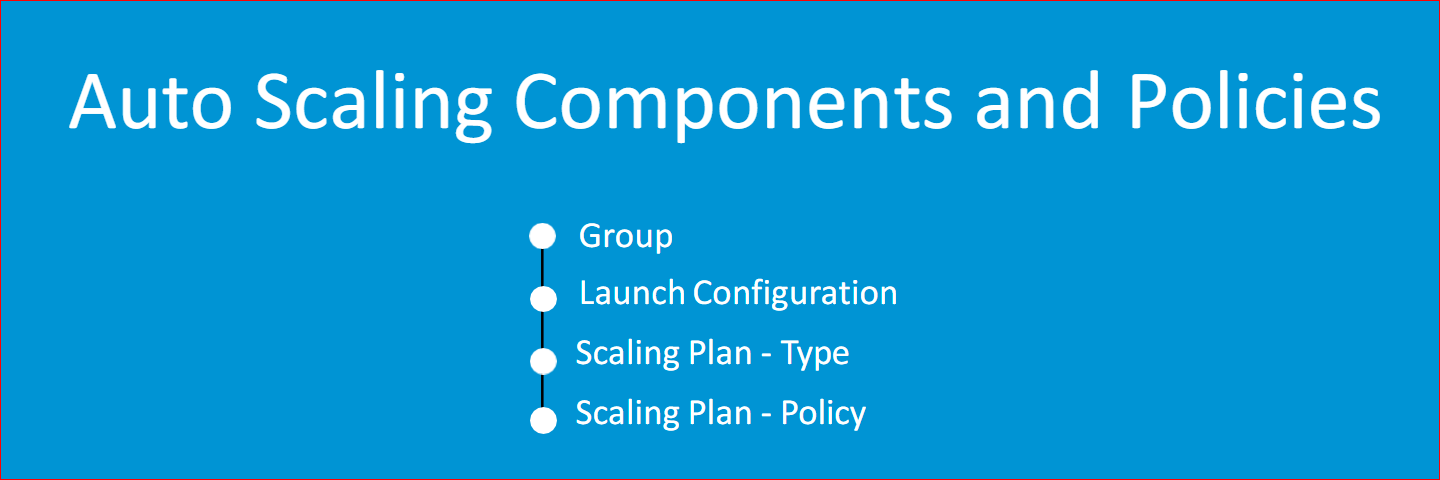 Auto Scaling Components and Policies
Group
Launch Configuration
Scaling Plan - Type
Scaling Plan - Policy